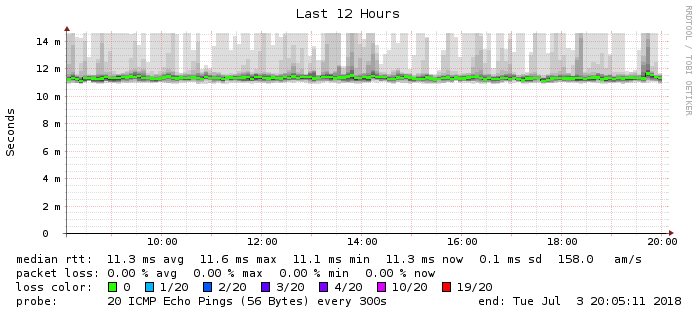 Last 12 Hours
RRDTOOL / TOBI OETIKER
Seconds
14 m
12 m
10 m
8 m
6 m
4 m
2 m
0
10:00 12:00 14:00 16:00 18:00 20:00
median rtt: 11.3 ms avg 11.6 ms max 11.1 ms min 11.3 ms now 0.1 ms sd 158.0 am/s
packet loss: 0.00 % avg 0.00 % max 0.00 % min 0.00 % now
loss color: 0 1/20 2/20 3/20 4/20 10/20 19/20
probe: 20 ICMP Echo Pings (56 Bytes) every 300s end: Tue Jul 3 20:05:11 2018